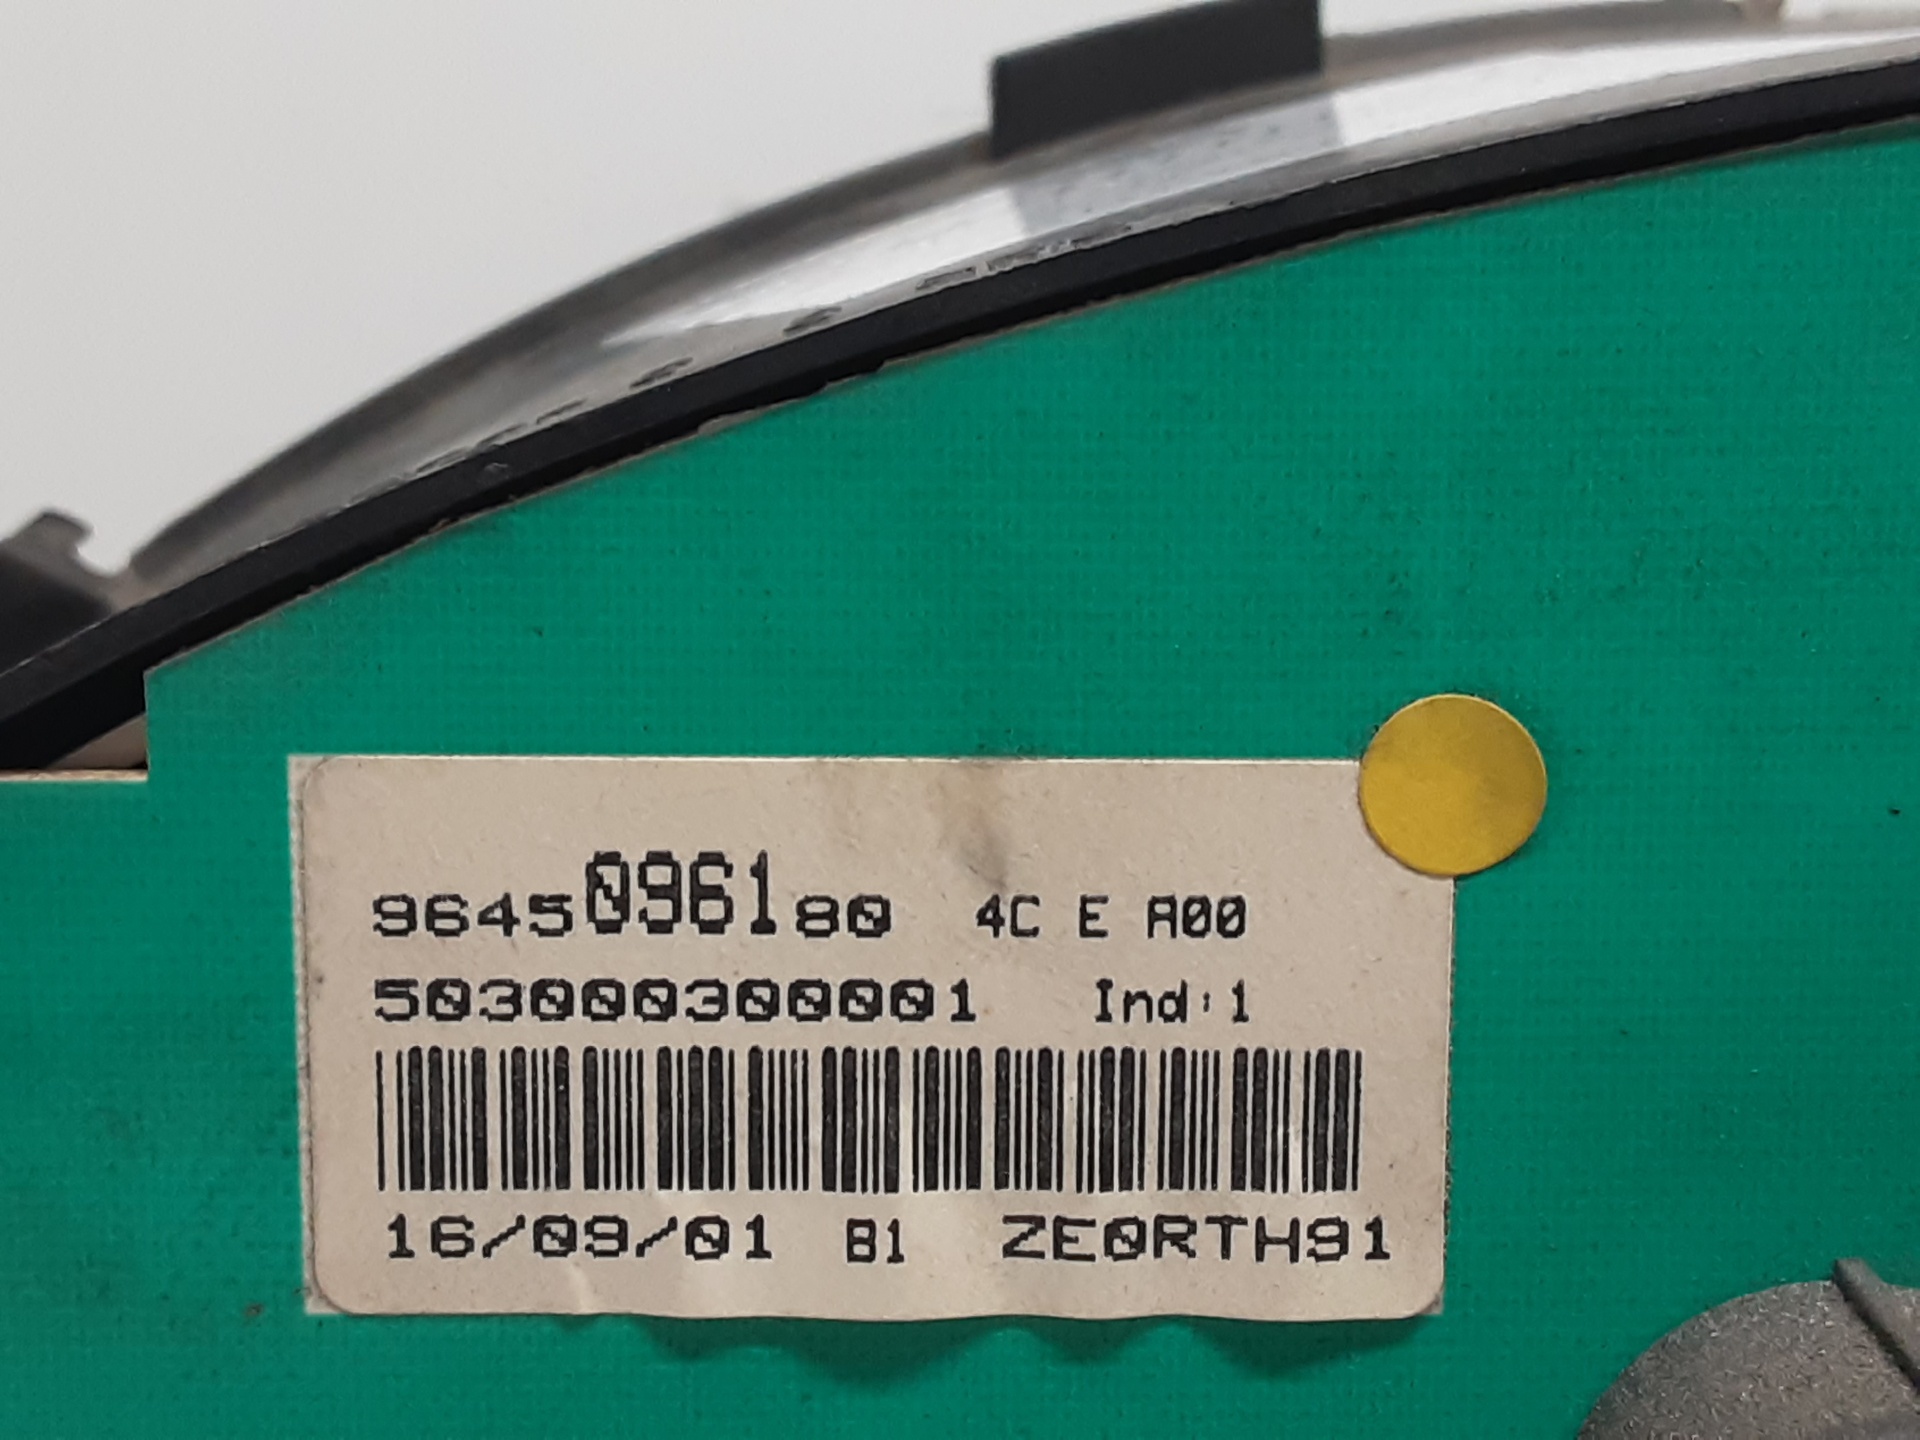 9645096180 4C E A00
503000300001 Ind:1
16/09/01 B1 ZE0RTH91